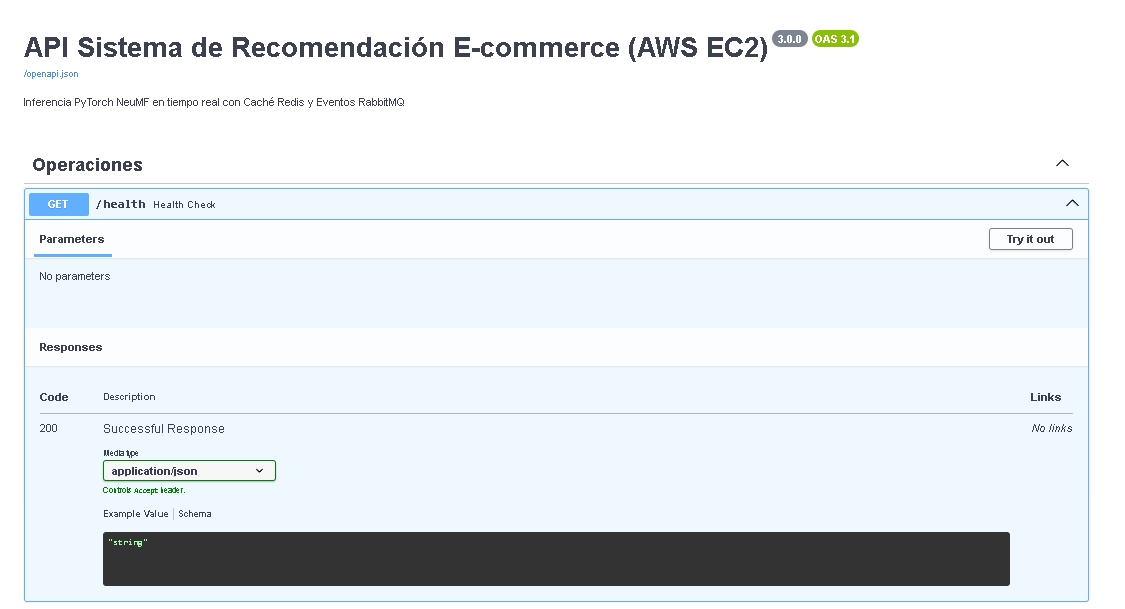 API Sistema de Recomendación E-commerce (AWS EC2) 3.0.0 OAS 3.1
/openapi.json
Inferencia PyTorch NeuMF en tiempo real con Caché Redis y Eventos RabbitMQ
Operaciones
GET /health Health Check
Parameters Try it out
No parameters
Responses
Code Description Links
200 Successful Response No links
Media type
application/json
Controls Accept header.
Example Value Schema
"string"